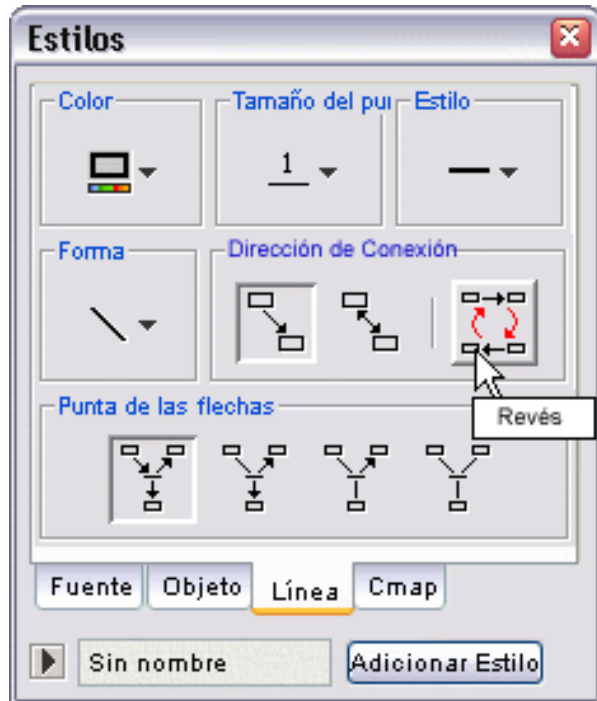 Estilos
Color
Tamaño del pu
Estilo
1
Forma
Dirección de Conexión
Revés
Punta de las flechas
Fuente
Objeto
Línea
Cmap
Sin nombre
Adicionar Estilo